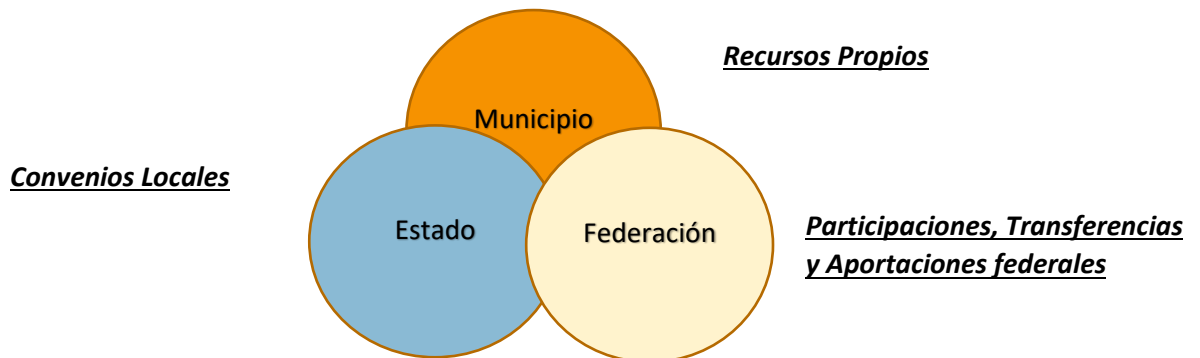 Recursos Propios
Municipio
Convenios Locales
Estado
Federación
Participaciones, Transferencias
y Aportaciones federales